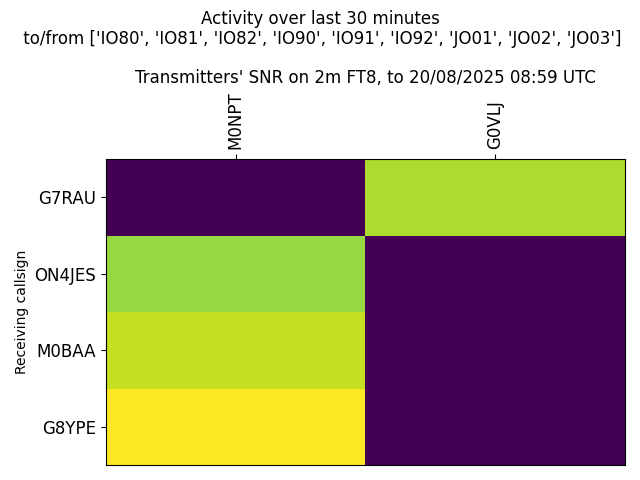 Activity over last 30 minutes
to/from ['IO80', 'IO81', 'IO82', 'IO90', 'IO91', 'IO92', 'JO01', 'JO02', 'JO03']
Transmitters' SNR on 2m FT8, to 20/08/2025 08:59 UTC
M0NPT
G0VLJ
Receiving callsign
G7RAU
ON4JES
M0BAA
G8YPE